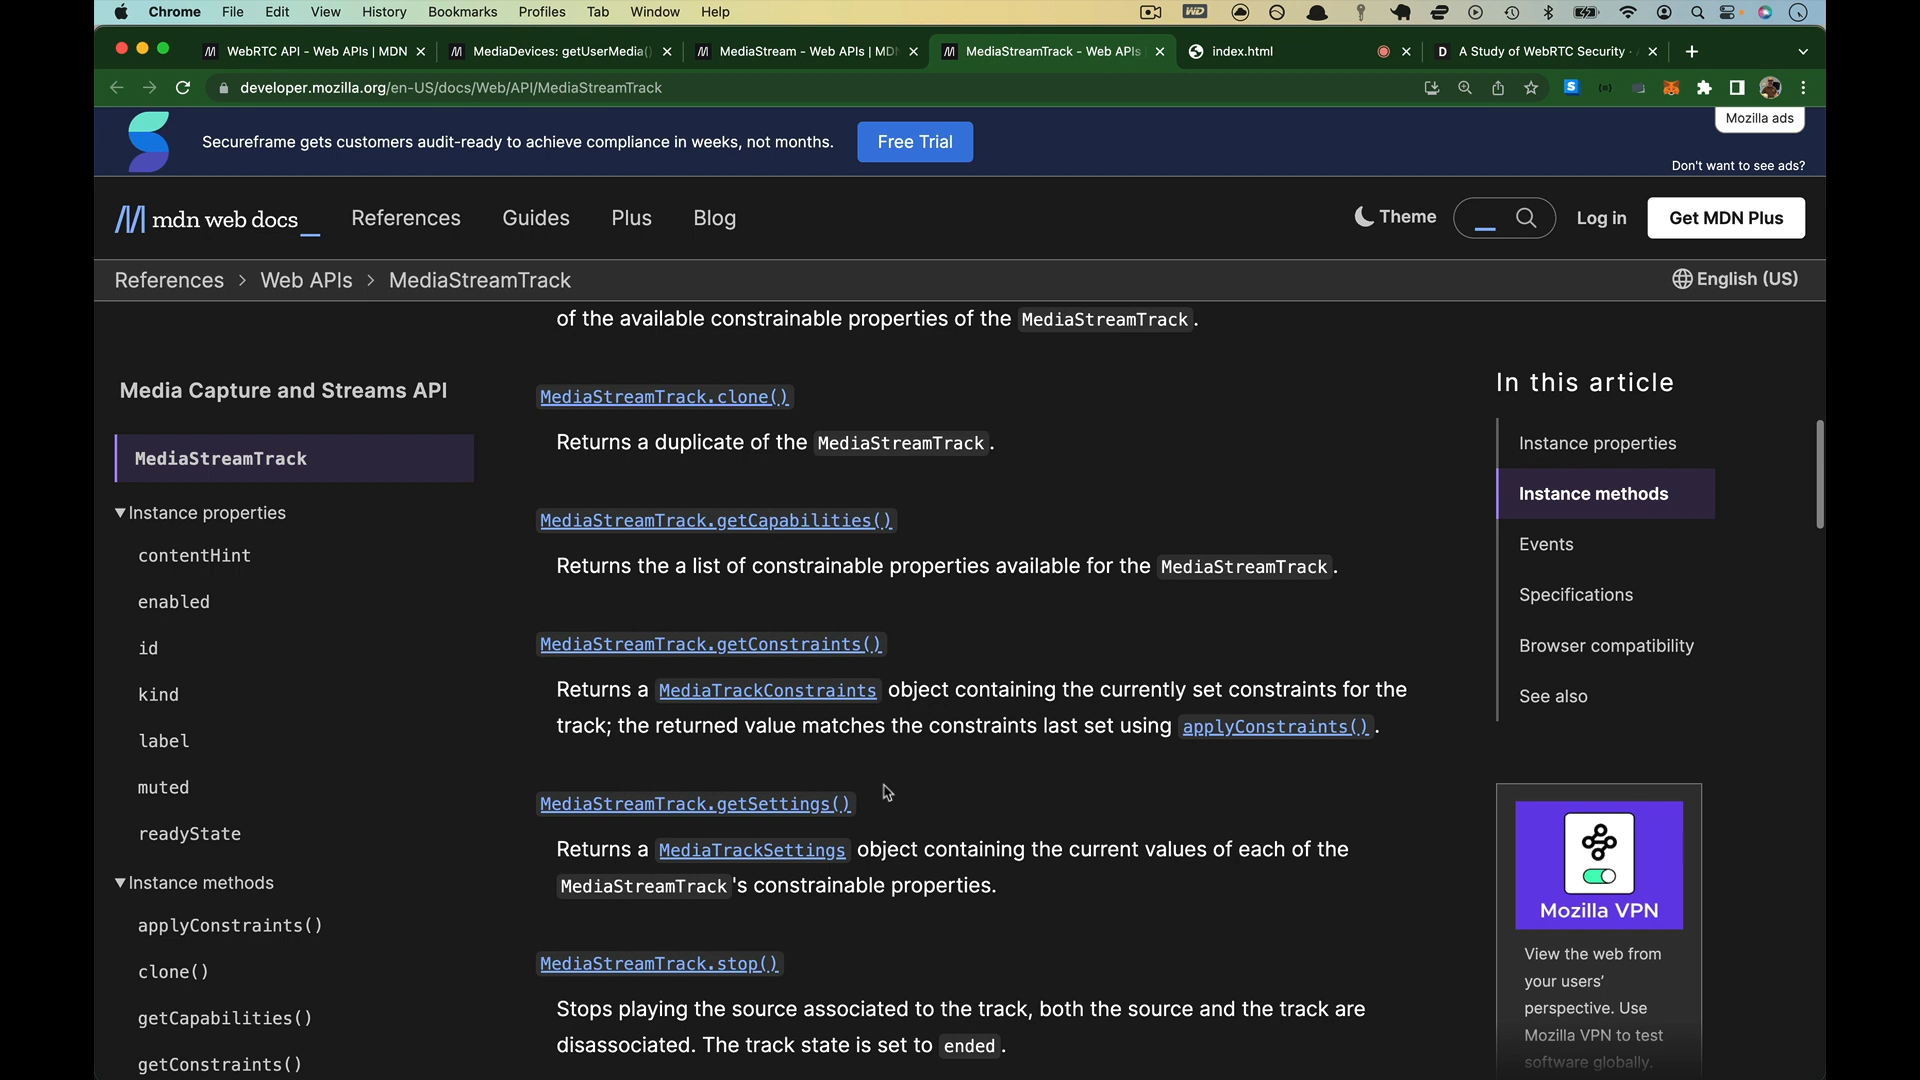 Chrome File Edit View History Bookmarks Profiles Tab Window Help
WebRTC API - Web APIs | MDN
MediaDevices: getUserMedia()
MediaStream - Web APIs | MDN
MediaStreamTrack - Web APIs
index.html
A Study of WebRTC Security ·
developer.mozilla.org/en-US/docs/Web/API/MediaStreamTrack
Mozilla ads
Secureframe gets customers audit-ready to achieve compliance in weeks, not months.
Free Trial
Don't want to see ads?
mdn web docs_
References Guides Plus Blog
Theme
Log in
Get MDN Plus
References > Web APIs > MediaStreamTrack
English (US)
Media Capture and Streams API
MediaStreamTrack
Instance properties
contentHint
enabled
id
kind
label
muted
readyState
Instance methods
applyConstraints()
clone()
getCapabilities()
getConstraints()
of the available constrainable properties of the MediaStreamTrack.
MediaStreamTrack.clone()
Returns a duplicate of the MediaStreamTrack.
MediaStreamTrack.getCapabilities()
Returns the a list of constrainable properties available for the MediaStreamTrack.
MediaStreamTrack.getConstraints()
Returns a MediaTrackConstraints object containing the currently set constraints for the
track; the returned value matches the constraints last set using applyConstraints().
MediaStreamTrack.getSettings()
Returns a MediaTrackSettings object containing the current values of each of the
MediaStreamTrack's constrainable properties.
MediaStreamTrack.stop()
Stops playing the source associated to the track, both the source and the track are
disassociated. The track state is set to ended.
In this article
Instance properties
Instance methods
Events
Specifications
Browser compatibility
See also
Mozilla VPN
View the web from
your users’
perspective. Use
Mozilla VPN to test
software globally.